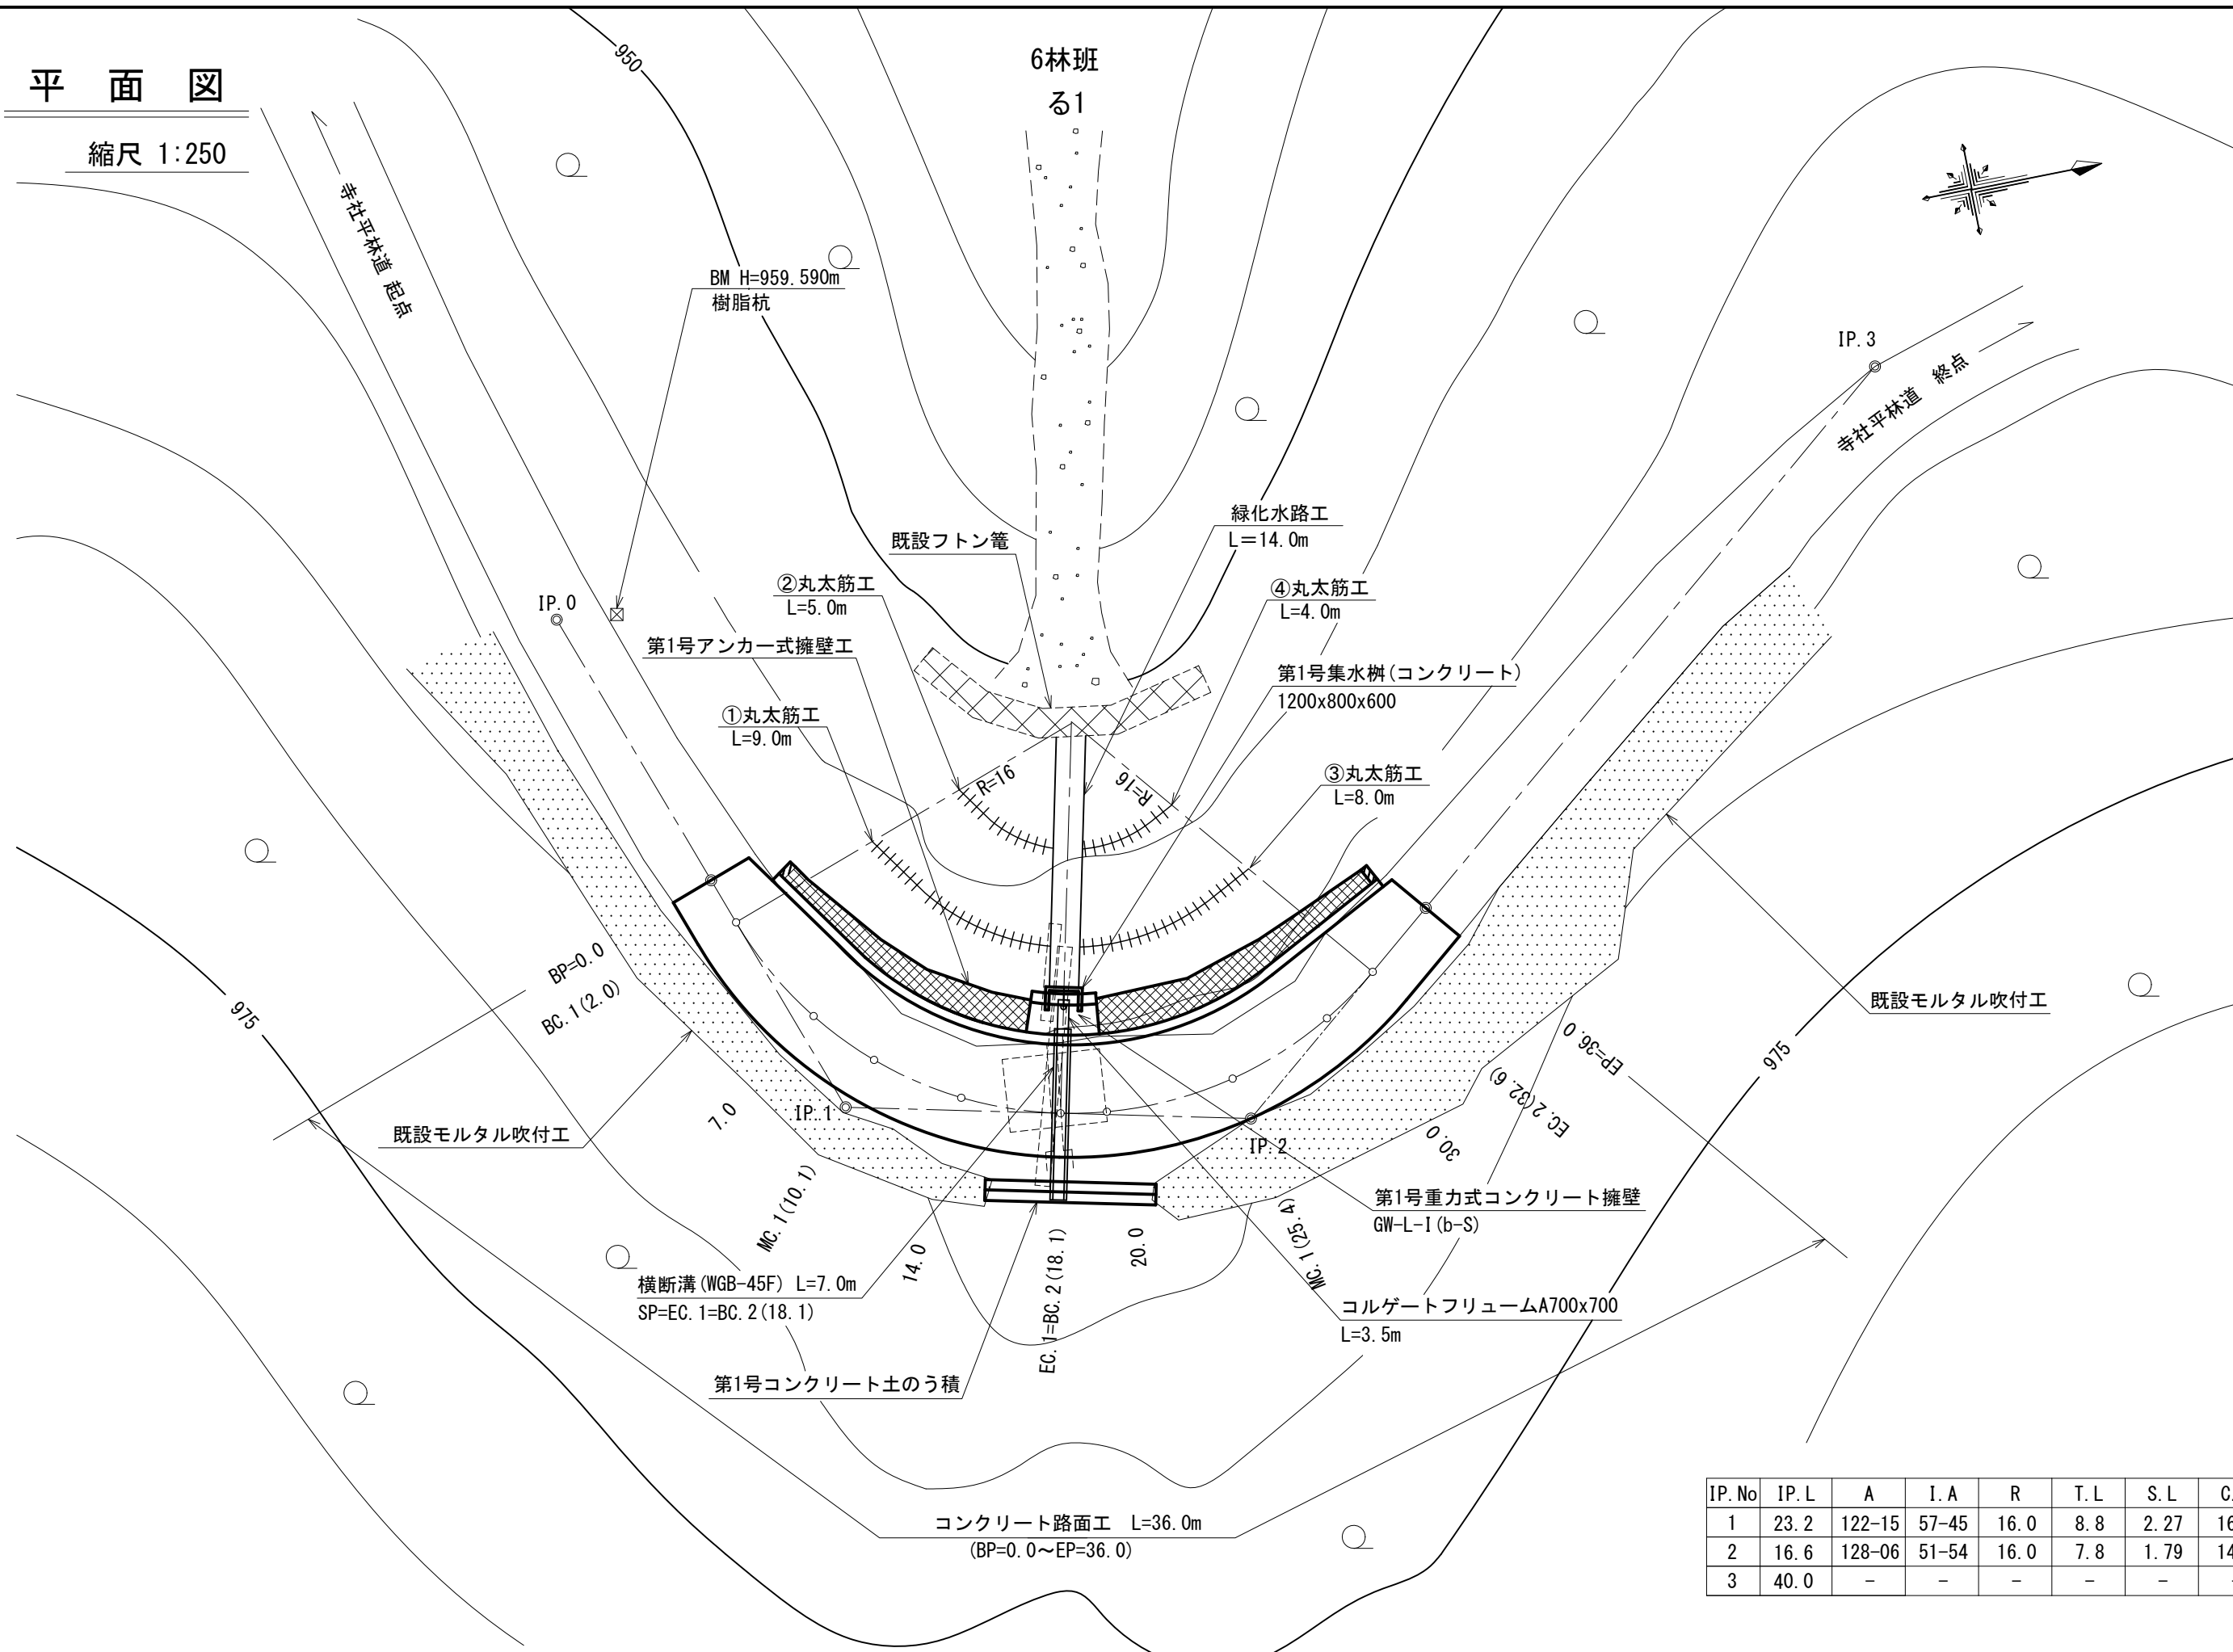 平 面 図
縮尺 1:250
6林班
る1
950
寺社平林道 起点
BM H=959.590m
樹脂杭
IP.3
寺社平林道 終点
緑化水路工
L=14.0m
既設フトン篭
②丸太筋工
L=5.0m
④丸太筋工
L=4.0m
IP.0
第1号アンカー式擁壁工
第1号集水桝(コンクリート)
1200x800x600
①丸太筋工
L=9.0m
R=16
R=16
③丸太筋工
L=8.0m
BP=0.0
BC.1(2.0)
975
既設モルタル吹付工
EP=36.0
975
EC.2(32.6)
30.0
7.0
IP.1
IP.2
既設モルタル吹付工
MC.1(10.1)
14.0
EC.1=BC.2(18.1)
20.0
MC.1(25.4)
第1号重力式コンクリート擁壁
GW-L-I(b-S)
横断溝(WGB-45F) L=7.0m
SP=EC.1=BC.2(18.1)
コルゲートフリュームA700x700
L=3.5m
第1号コンクリート土のう積
コンクリート路面工 L=36.0m
(BP=0.0～EP=36.0)
IP.No IP.L A I.A R T.L S.L
1 23.2 122-15 57-45 16.0 8.8 2.27
2 16.6 128-06 51-54 16.0 7.8 1.79
3 40.0 - - - - -